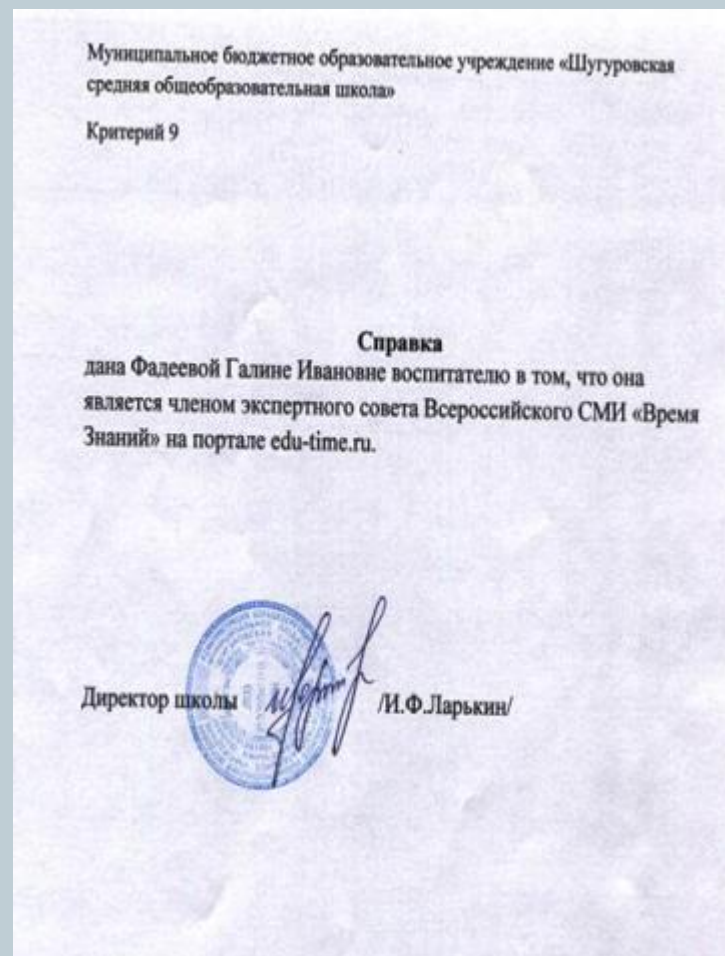 Муниципальное бюджетное образовательное учреждение «Шугуровская
средняя общеобразовательная школа»
Критерий 9
Справка
дана Фадеевой Галине Ивановне воспитателю в том, что она
является членом экспертного совета Всероссийского СМИ «Время
Знаний» на портале edu-time.ru.
Директор школы /И.Ф.Ларькин/